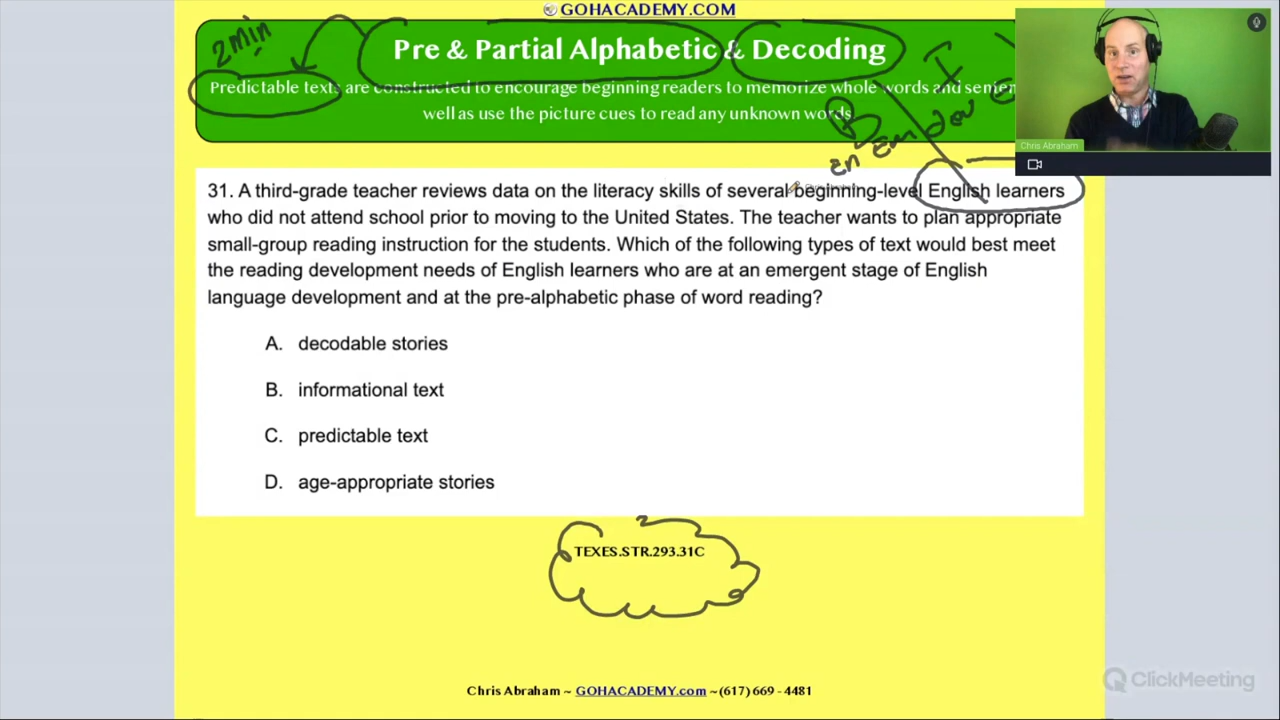 GOHACADEMY.COM
2 min
Pre & Partial Alphabetic & Decoding
Predictable texts are constructed to encourage beginning readers to memorize whole words and
well as use the picture cues to read any unknown words.
B I
Chris Abraham
31. A third-grade teacher reviews data on the literacy skills of several beginning-level English learners
who did not attend school prior to moving to the United States. The teacher wants to plan appropriate
small-group reading instruction for the students. Which of the following types of text would best meet
the reading development needs of English learners who are at an emergent stage of English
language development and at the pre-alphabetic phase of word reading?
A. decodable stories
B. informational text
C. predictable text
D. age-appropriate stories
TEXES.STR.293.31C
Chris Abraham ~ GOHACADEMY.com ~(617) 669 - 4481
ClickMeeting